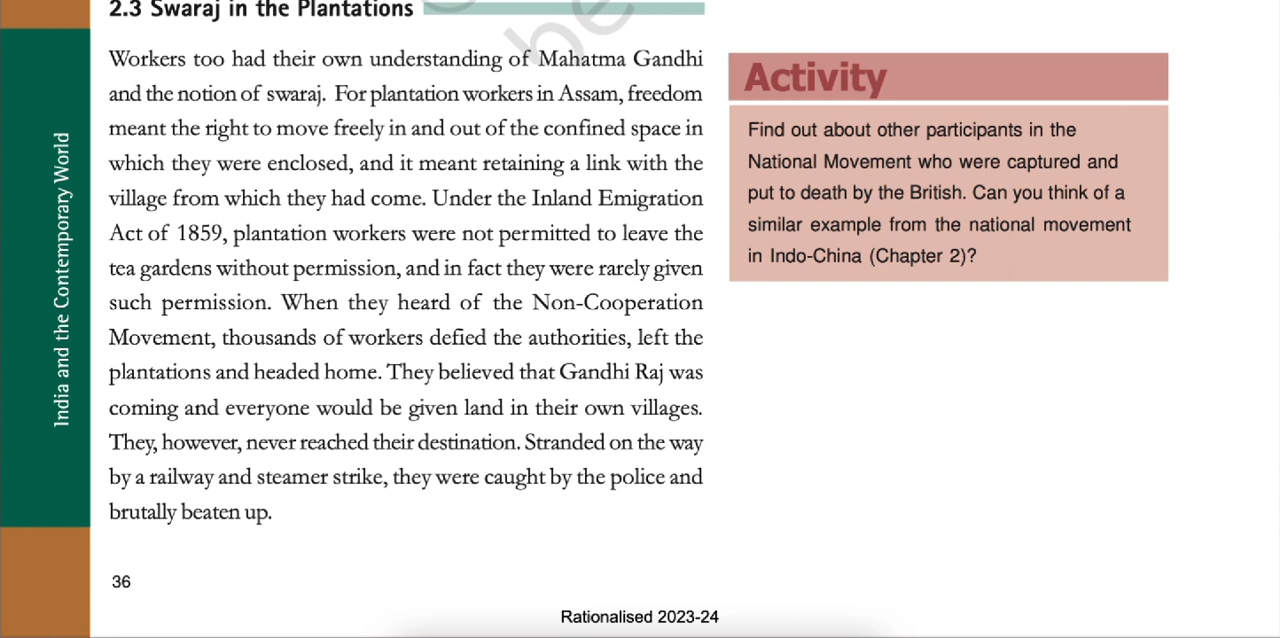 2.3 Swaraj in the Plantations
be
Workers too had their own understanding of Mahatma Gandhi
and the notion of swaraj. For plantation workers in Assam, freedom
meant the right to move freely in and out of the confined space in
which they were enclosed, and it meant retaining a link with the
village from which they had come. Under the Inland Emigration
Act of 1859, plantation workers were not permitted to leave the
tea gardens without permission, and in fact they were rarely given
such permission. When they heard of the Non-Cooperation
Movement, thousands of workers defied the authorities, left the
plantations and headed home. They believed that Gandhi Raj was
coming and everyone would be given land in their own villages.
They, however, never reached their destination. Stranded on the way
by a railway and steamer strike, they were caught by the police and
brutally beaten up.
Activity
Find out about other participants in the
National Movement who were captured and
put to death by the British. Can you think of a
similar example from the national movement
in Indo-China (Chapter 2)?
India and the Contemporary World
36
Rationalised 2023-24